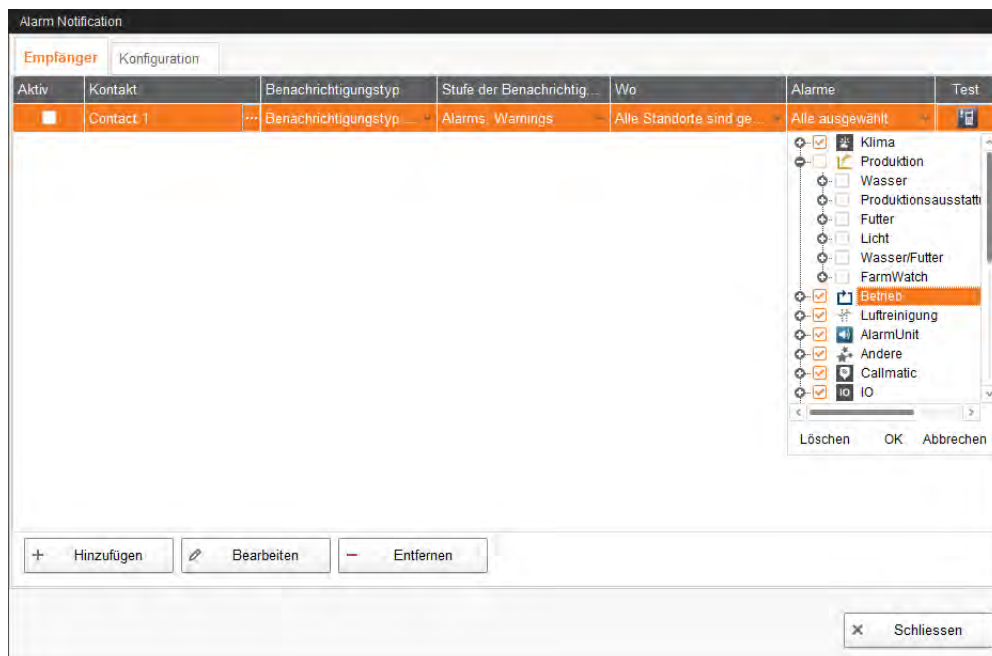 Alarm Notification
Empfänger Konfiguration
Aktiv Kontakt Benachrichtigungstyp Stufe der Benachrichtig... Wo Alarme Test
Contact 1 ... Benachrichtigungstyp ... Alarms, Warnings Alle Standorte sind ge... Alle ausgewählt
Klima
Produktion
Wasser
Produktionsausstatt
Futter
Licht
Wasser/Futter
FarmWatch
Betrieb
Luftreinigung
AlarmUnit
Andere
Callmatic
IO IO
Löschen OK Abbrechen
Hinzufügen Bearbeiten Entfernen
Schliessen